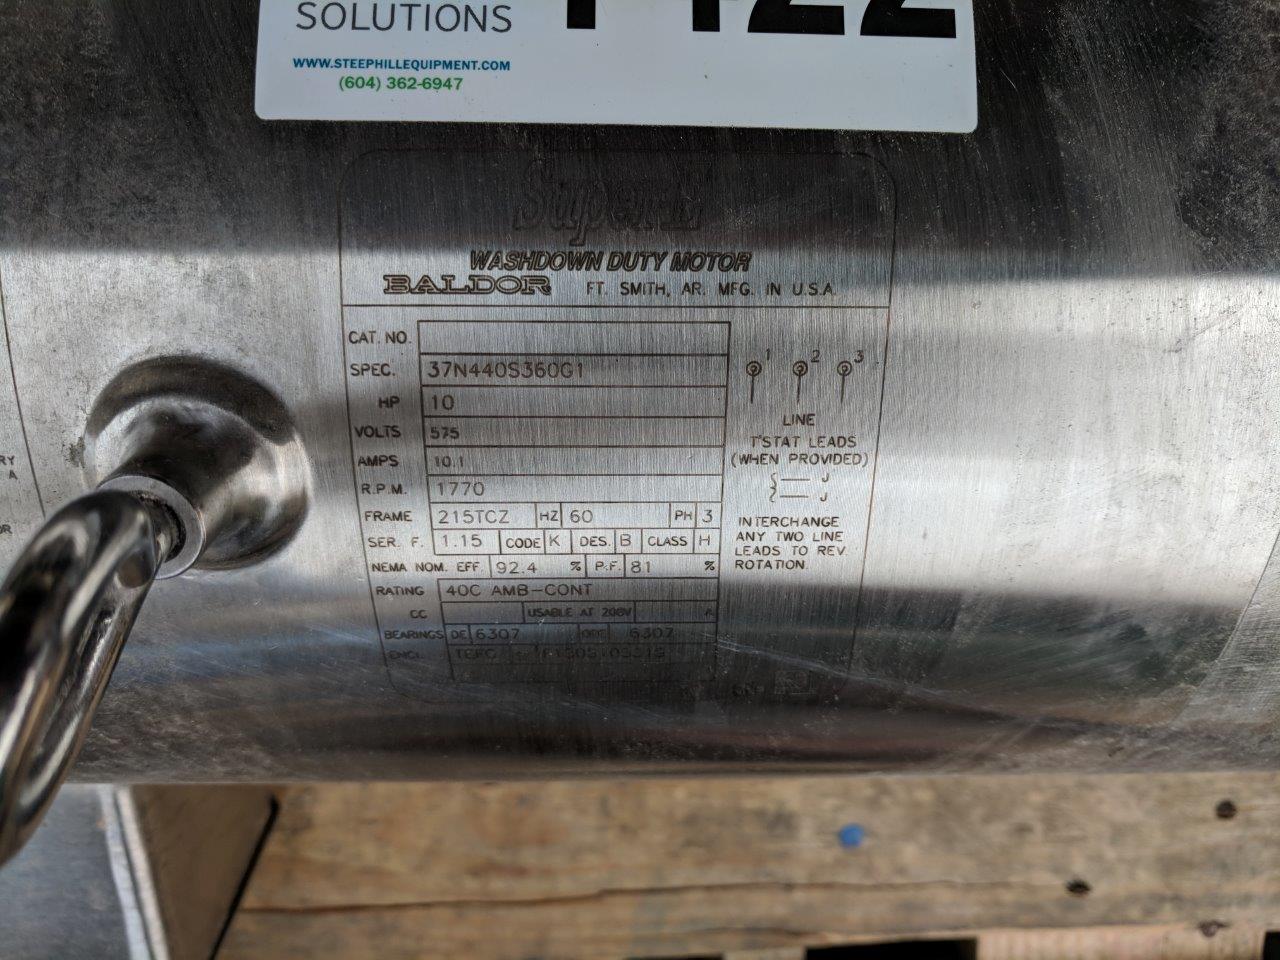 SOLUTIONS
WWW.STEEPHILLEQUIPMENT.COM
(604) 362-6947
Super-E
WASHDOWN DUTY MOTOR
BALDOR FT. SMITH, AR. MFG. IN U.S.A.
CAT. NO.
SPEC. 37N440S360G1
HP 10
VOLTS 575
AMPS 10.1
R.P.M. 1770
FRAME 215TCZ HZ 60 PH 3
SER. F. 1.15 CODE K DES. B CLASS H
NEMA NOM. EFF. 92.4 % P.F. 81 %
RATING 40C AMB-CONT
CC USABLE AT 208V A
BEARINGS DE 6307 ODE 6307
ENCL. TEFC
1 2 3
LINE
T'STAT LEADS
(WHEN PROVIDED)
J
J
INTERCHANGE
ANY TWO LINE
LEADS TO REV.
ROTATION.
RY
A
OR